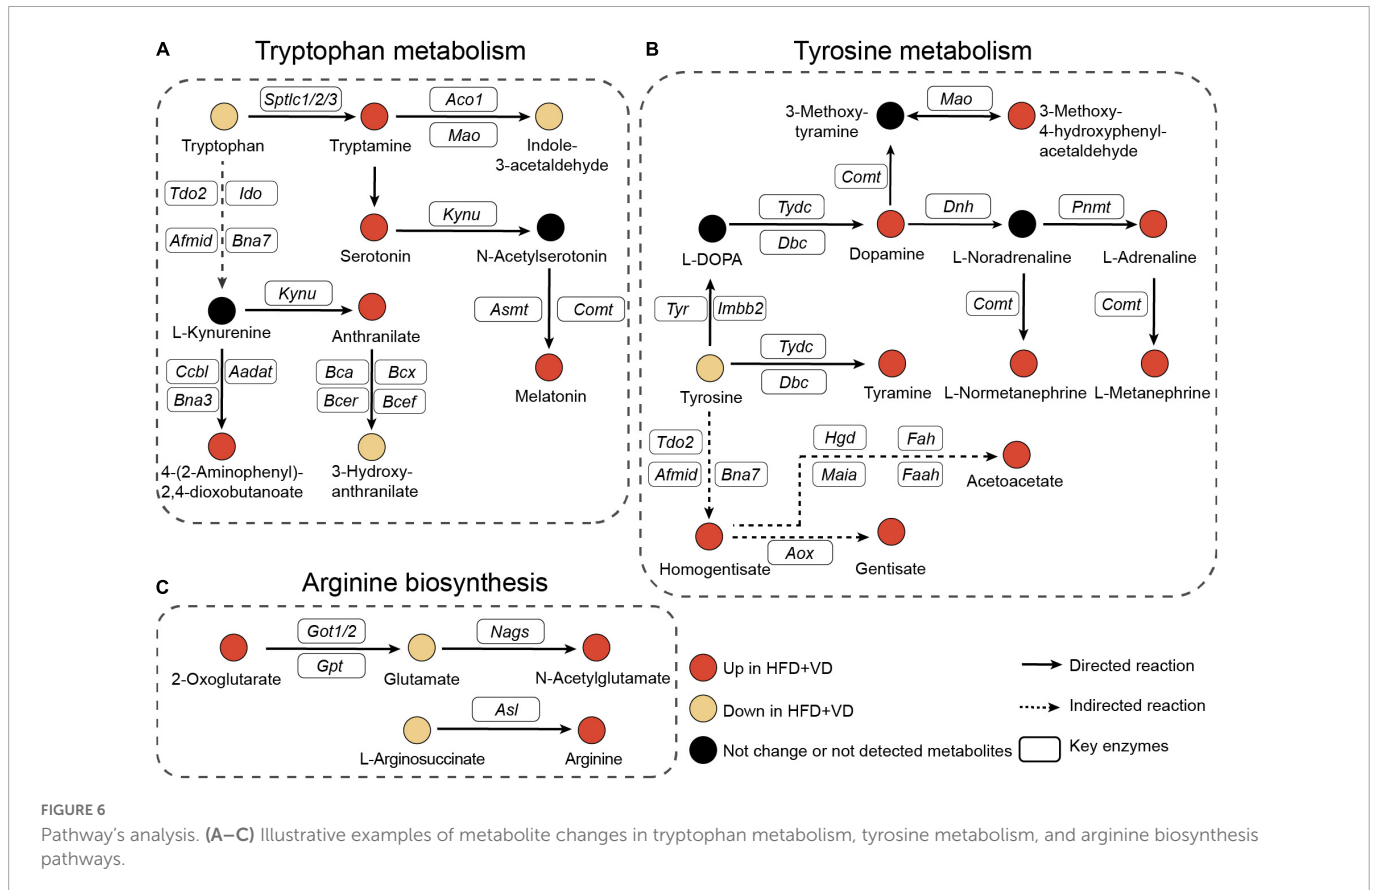 A
Tryptophan metabolism
Sptlc1/2/3
Aco1
Mao
Tryptophan
Tryptamine
Indole-
3-acetaldehyde
Tdo2
Ido
Afmid
Bna7
Kynu
Serotonin
N-Acetylserotonin
Kynu
Asmt
Comt
L-Kynurenine
Anthranilate
Ccbl
Aadat
Bna3
Bca
Bcx
Bcer
Bcef
Melatonin
4-(2-Aminophenyl)-
2,4-dioxobutanoate
3-Hydroxy-
anthranilate
B
Tyrosine metabolism
3-Methoxy-
tyramine
Mao
3-Methoxy-
4-hydroxyphenyl-
acetaldehyde
Comt
Tydc
Dbc
Dnh
Pnmt
L-DOPA
Dopamine
L-Noradrenaline
L-Adrenaline
Tyr
Imbb2
Comt
Comt
Tydc
Dbc
Tyrosine
Tyramine
L-Normetanephrine
L-Metanephrine
Tdo2
Afmid
Bna7
Hgd
Fah
Maia
Faah
Acetoacetate
Aox
Homogentisate
Gentisate
C
Arginine biosynthesis
Got1/2
Gpt
Nags
2-Oxoglutarate
Glutamate
N-Acetylglutamate
Asl
L-Arginosuccinate
Arginine
Up in HFD+VD
Down in HFD+VD
Not change or not detected metabolites
Directed reaction
Indirected reaction
Key enzymes
FIGURE 6
Pathway’s analysis. (A–C) Illustrative examples of metabolite changes in tryptophan metabolism, tyrosine metabolism, and arginine biosynthesis
pathways.